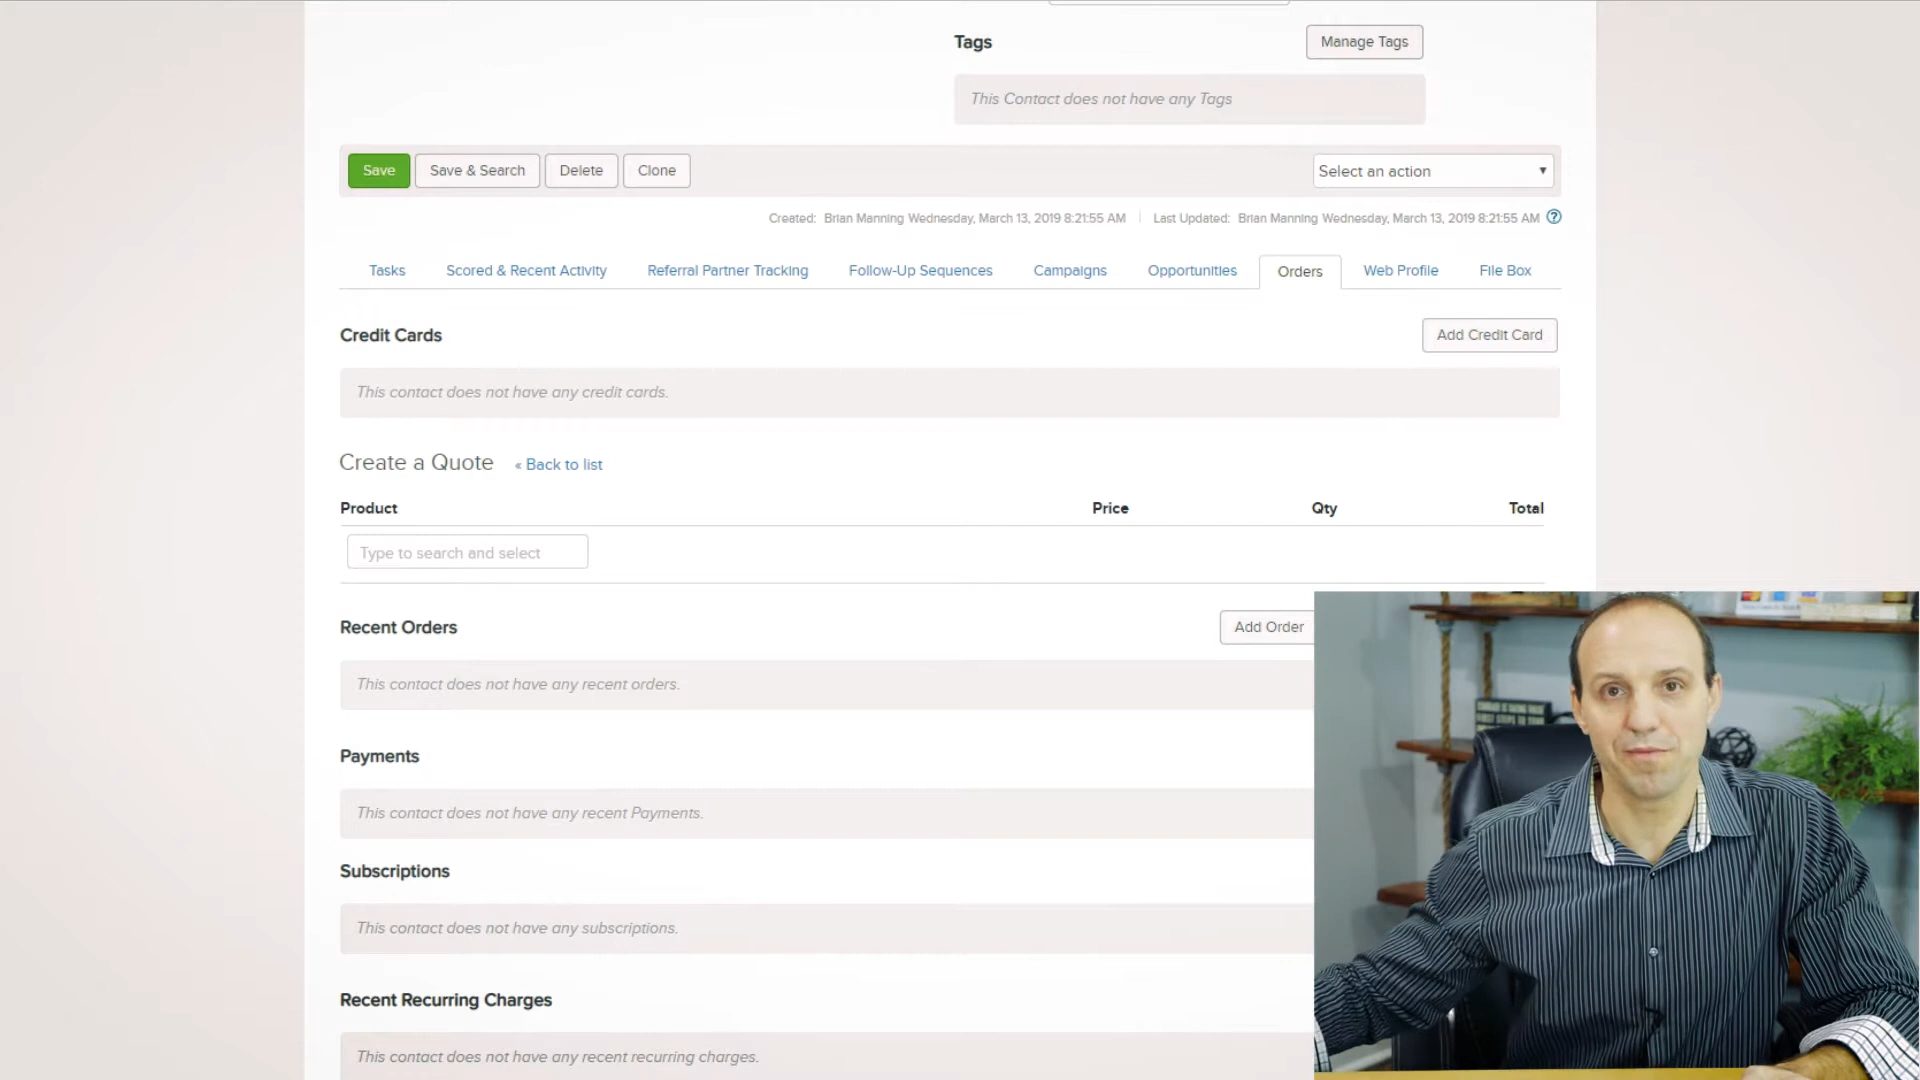 Tags
Manage Tags
This Contact does not have any Tags
Save
Save & Search
Delete
Clone
Select an action
Created: Brian Manning Wednesday, March 13, 2019 8:21:55 AM
Last Updated: Brian Manning Wednesday, March 13, 2019 8:21:55 AM
Tasks
Scored & Recent Activity
Referral Partner Tracking
Follow-Up Sequences
Campaigns
Opportunities
Orders
Web Profile
File Box
Credit Cards
Add Credit Card
This contact does not have any credit cards.
Create a Quote « Back to list
Product
Price
Qty
Total
Type to search and select
Recent Orders
Add Order
This contact does not have any recent orders.
Payments
This contact does not have any recent Payments.
Subscriptions
This contact does not have any subscriptions.
Recent Recurring Charges
This contact does not have any recent recurring charges.